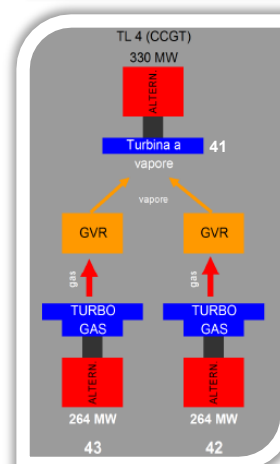 TL 4 (CCGT)
330 MW
ALTERN.
Turbina a
41
vapore
vapore
GVR
GVR
gas
gas
TURBO
GAS
TURBO
GAS
ALTERN.
ALTERN.
264 MW
264 MW
43
42